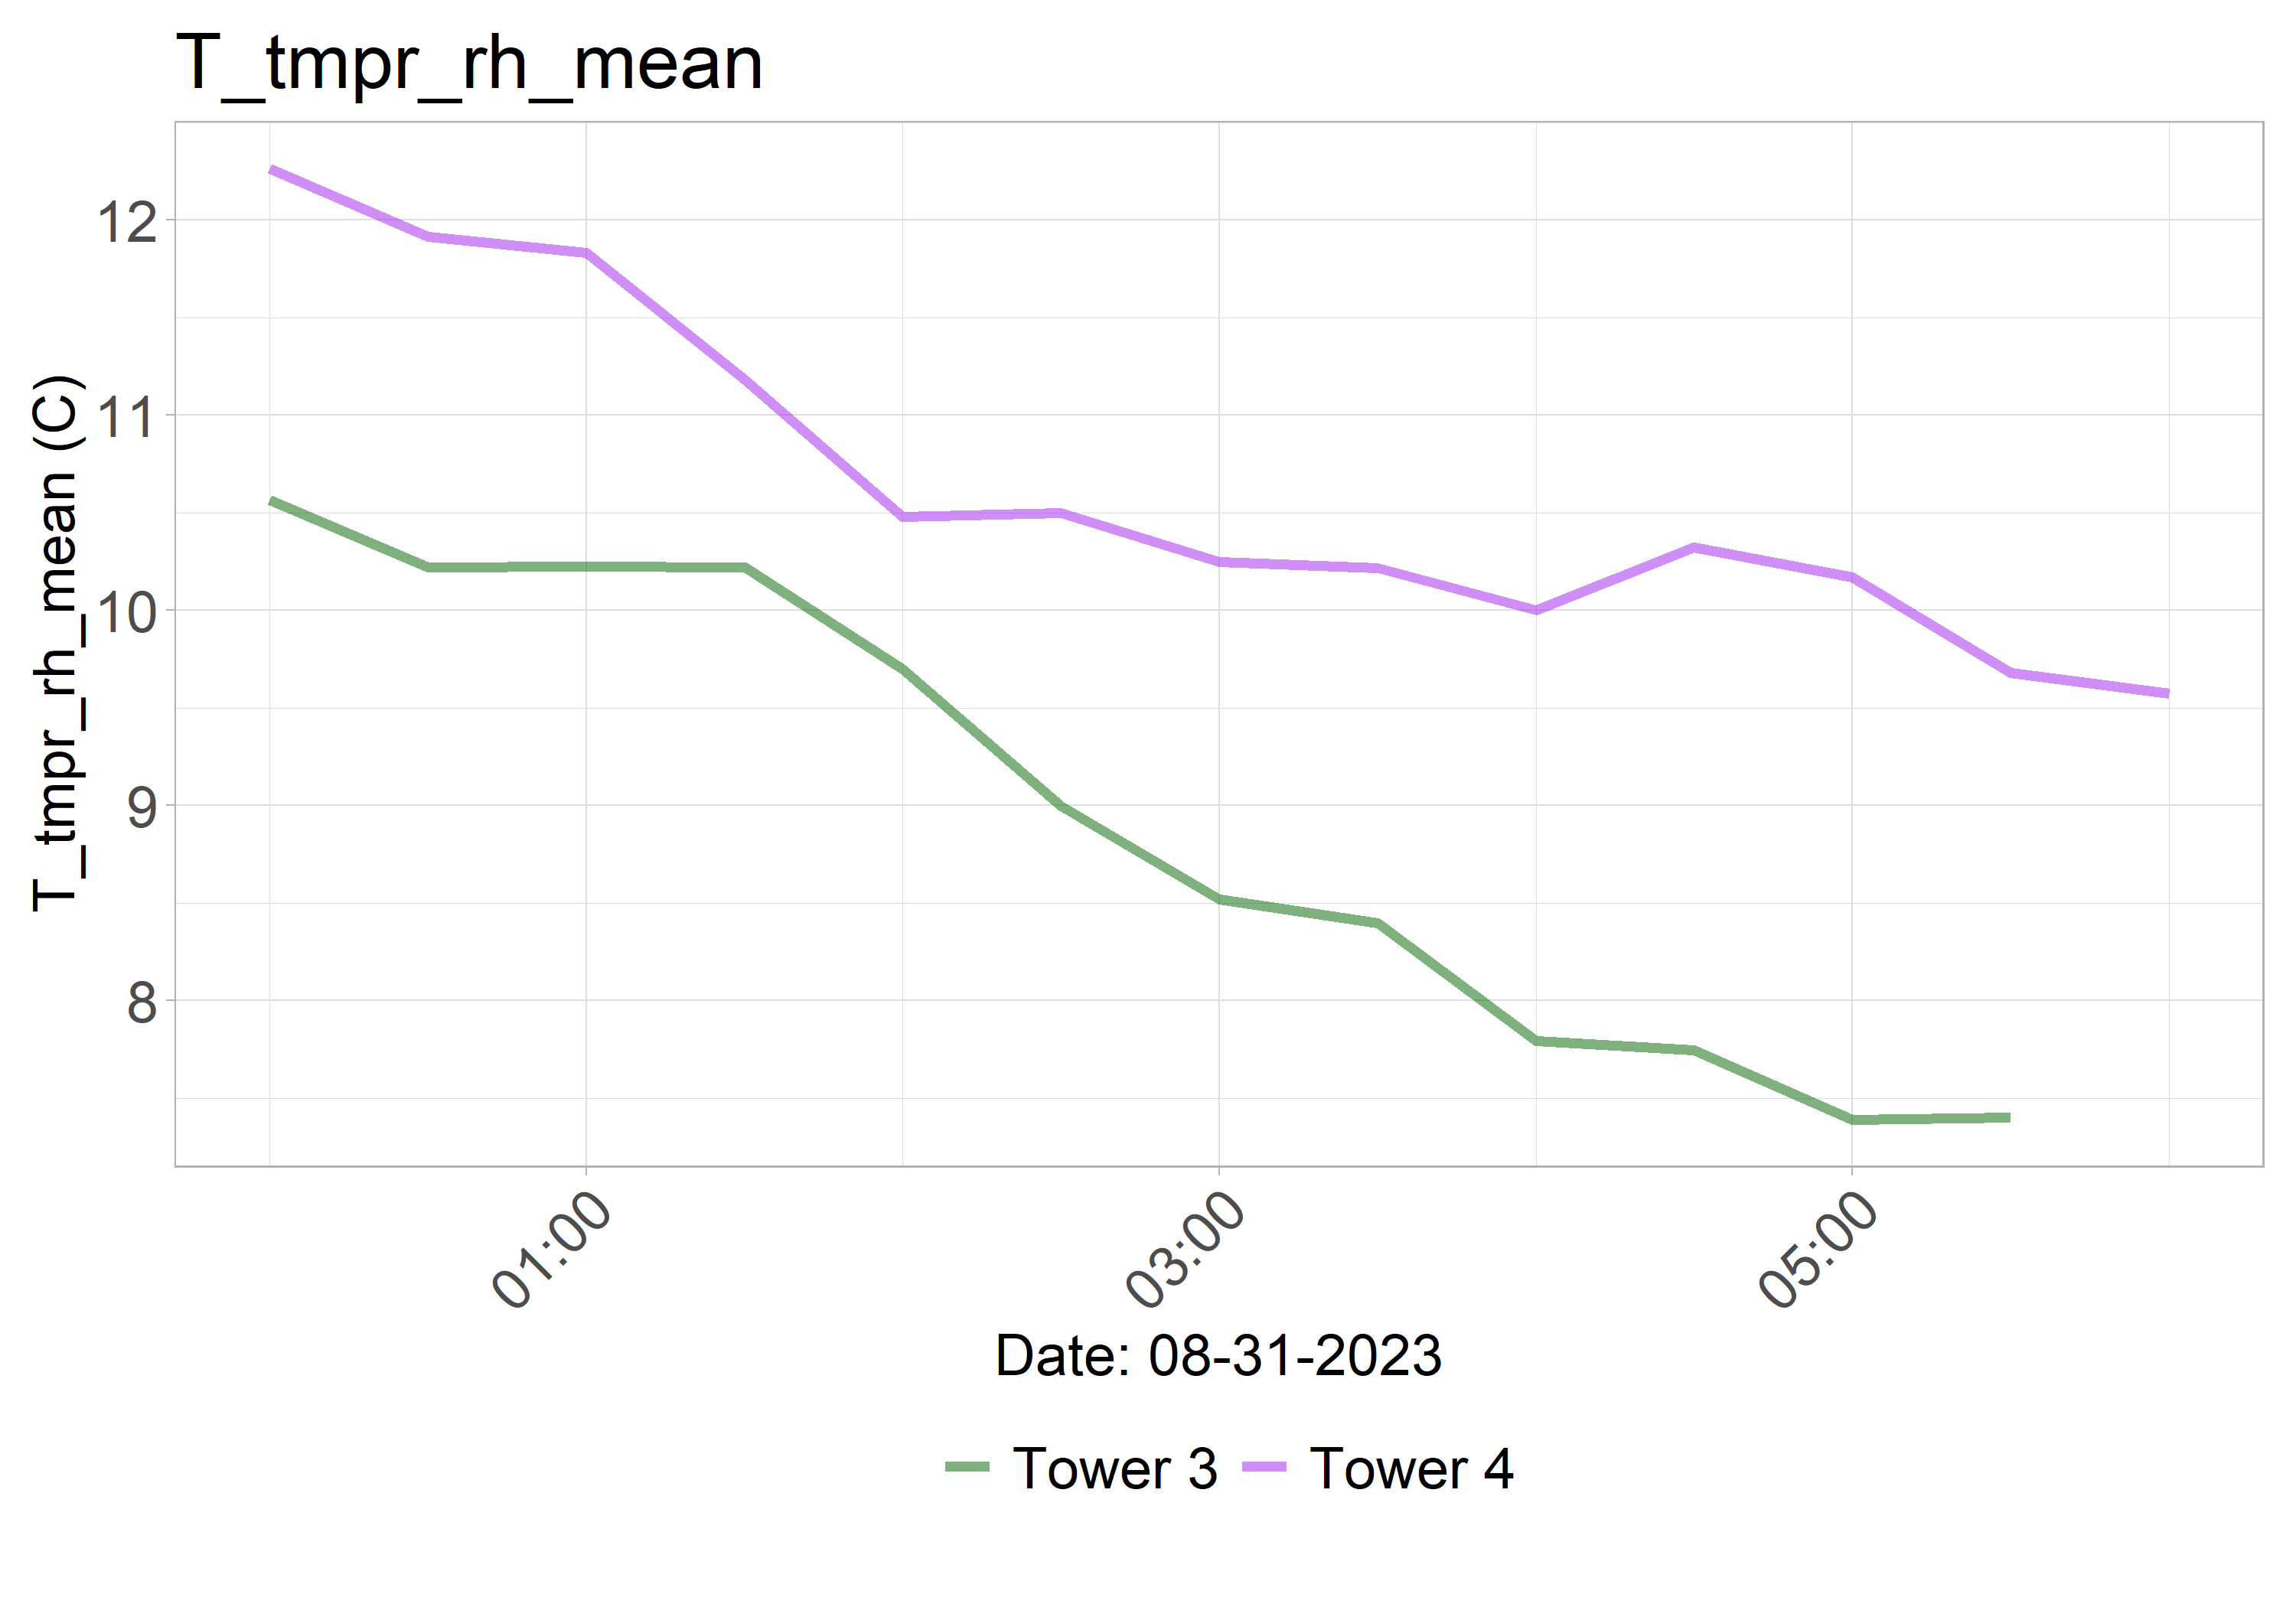 T_tmpr_rh_mean
T_tmpr_rh_mean (C)
12
11
10
9
8
01:00
03:00
05:00
Date: 08-31-2023
Tower 3
Tower 4